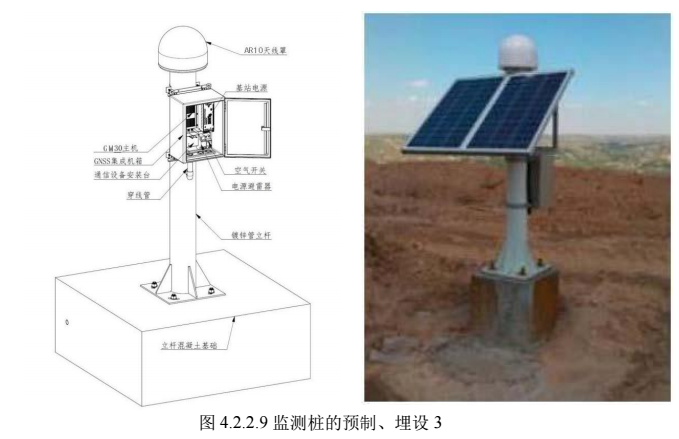 AR10天线罩
基站电源
GM30主机
GNSS集成机箱
通信设备安装台
穿线管
空气开关
电源避雷器
镀锌管立杆
立杆混凝土基础
图 4.2.2.9 监测桩的预制、埋设 3